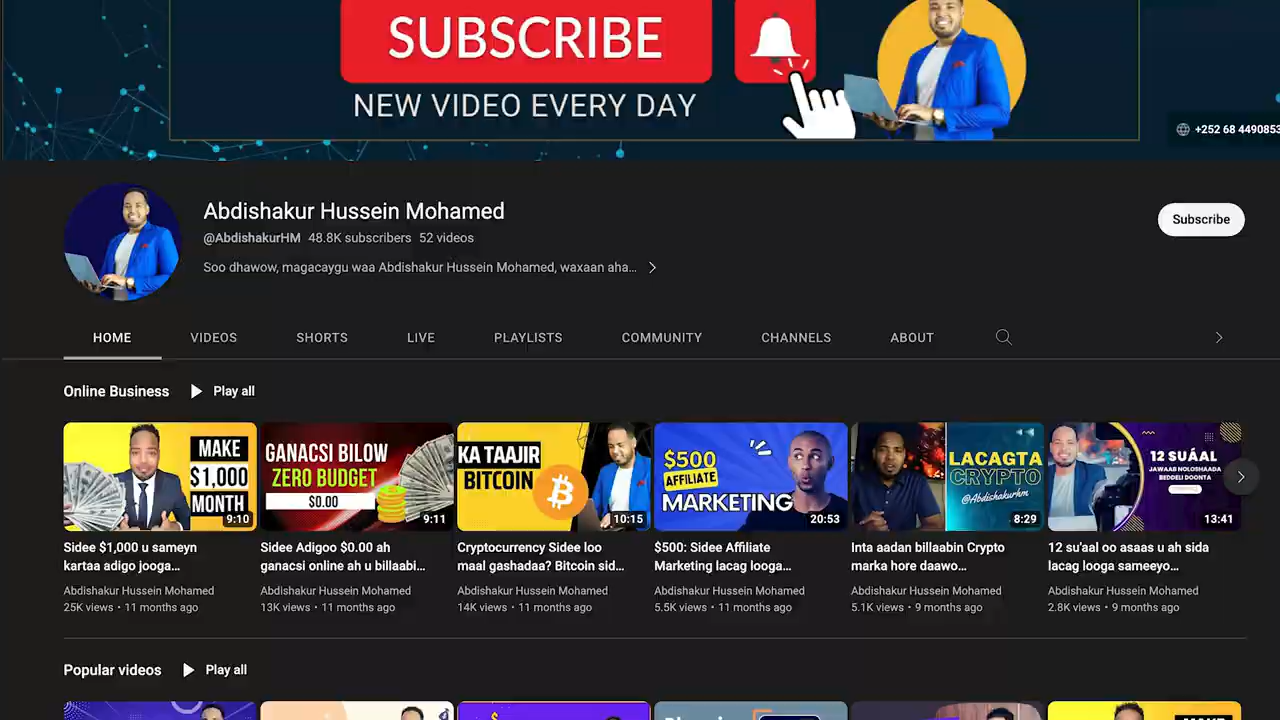 SUBSCRIBE
NEW VIDEO EVERY DAY
+252 68 4490853
Abdishakur Hussein Mohamed
@AbdishakurHM 48.8K subscribers 52 videos
Soo dhawow, magacaygu waa Abdishakur Hussein Mohamed, waxaan aha...
Subscribe
HOME VIDEOS SHORTS LIVE PLAYLISTS COMMUNITY CHANNELS ABOUT
Online Business Play all
MAKE
$1,000
MONTH
9:10
GANACSI BILOW
ZERO BUDGET
$0.00
9:11
KA TAAJIR
BITCOIN
10:15
$500
AFFILIATE
MARKETING
20:53
LACAGTA
CRYPTO
@Abdishakurhm
8:29
12 SUÁAL
JAWAAB NOLOSHAADA
BEDDELI DOONTA
13:41
Sidee $1,000 u sameyn
kartaa adigo jooga...
Abdishakur Hussein Mohamed
25K views • 11 months ago
Sidee Adigoo $0.00 ah
ganacsi online ah u billaabi...
Abdishakur Hussein Mohamed
13K views • 11 months ago
Cryptocurrency Sidee loo
maal gashadaa? Bitcoin sid...
Abdishakur Hussein Mohamed
14K views • 11 months ago
$500: Sidee Affiliate
Marketing lacag looga...
Abdishakur Hussein Mohamed
5.5K views • 11 months ago
Inta aadan billaabin Crypto
marka hore daawo...
Abdishakur Hussein Mohamed
5.1K views • 9 months ago
12 su'aal oo asaas u ah sida
lacag looga sameeyo...
Abdishakur Hussein Mohamed
2.8K views • 9 months ago
Popular videos Play all